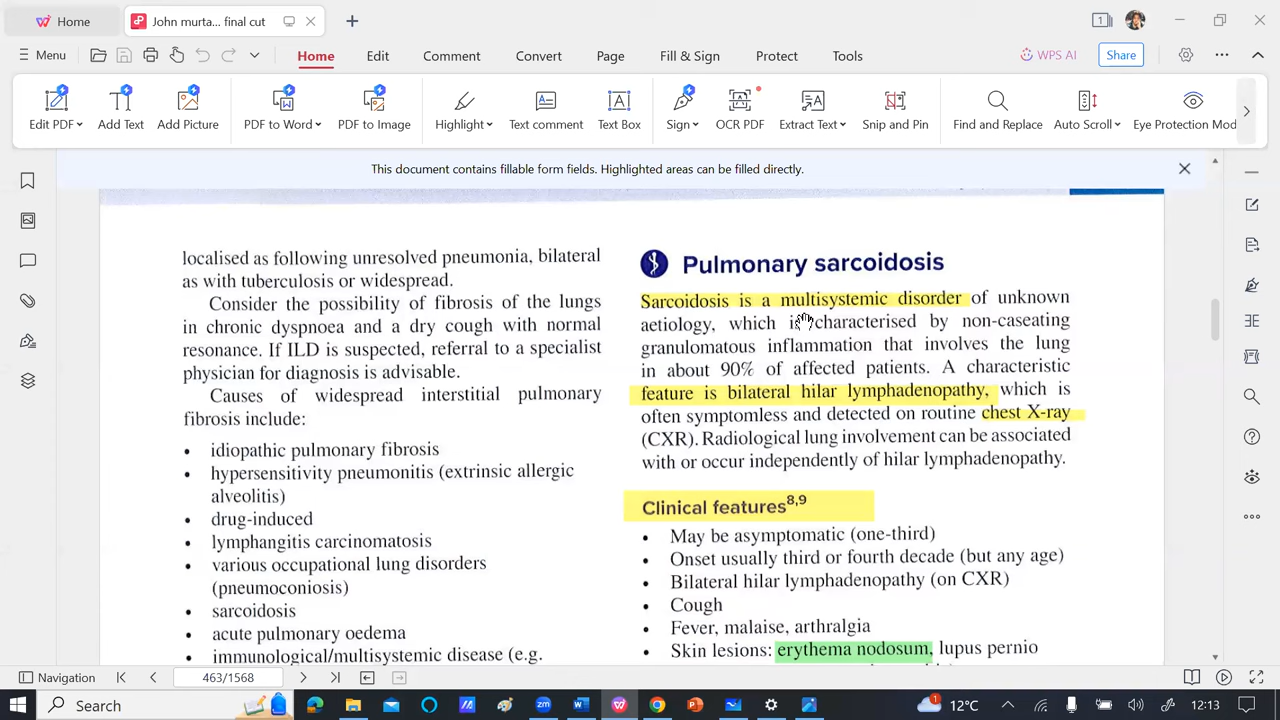 Home
John murta... final cut
1
Menu
Home
Edit
Comment
Convert
Page
Fill & Sign
Protect
Tools
WPS AI
Share
Edit PDF
Add Text
Add Picture
PDF to Word
PDF to Image
Highlight
Text comment
Text Box
Sign
OCR PDF
Extract Text
Snip and Pin
Find and Replace
Auto Scroll
Eye Protection Mod
This document contains fillable form fields. Highlighted areas can be filled directly.
localised as following unresolved pneumonia, bilateral
as with tuberculosis or widespread.
Consider the possibility of fibrosis of the lungs
in chronic dyspnoea and a dry cough with normal
resonance. If ILD is suspected, referral to a specialist
physician for diagnosis is advisable.
Causes of widespread interstitial pulmonary
fibrosis include:
• idiopathic pulmonary fibrosis
• hypersensitivity pneumonitis (extrinsic allergic
alveolitis)
• drug-induced
• lymphangitis carcinomatosis
• various occupational lung disorders
(pneumoconiosis)
• sarcoidosis
• acute pulmonary oedema
• immunological/multisystemic disease (e.g.
Pulmonary sarcoidosis
Sarcoidosis is a multisystemic disorder of unknown
aetiology, which is characterised by non-caseating
granulomatous inflammation that involves the lung
in about 90% of affected patients. A characteristic
feature is bilateral hilar lymphadenopathy, which is
often symptomless and detected on routine chest X-ray
(CXR). Radiological lung involvement can be associated
with or occur independently of hilar lymphadenopathy.
Clinical features8,9
• May be asymptomatic (one-third)
• Onset usually third or fourth decade (but any age)
• Bilateral hilar lymphadenopathy (on CXR)
• Cough
• Fever, malaise, arthralgia
• Skin lesions: erythema nodosum, lupus pernio
Navigation
463/1568
Search
zm
1
12°C
ENG
12:13